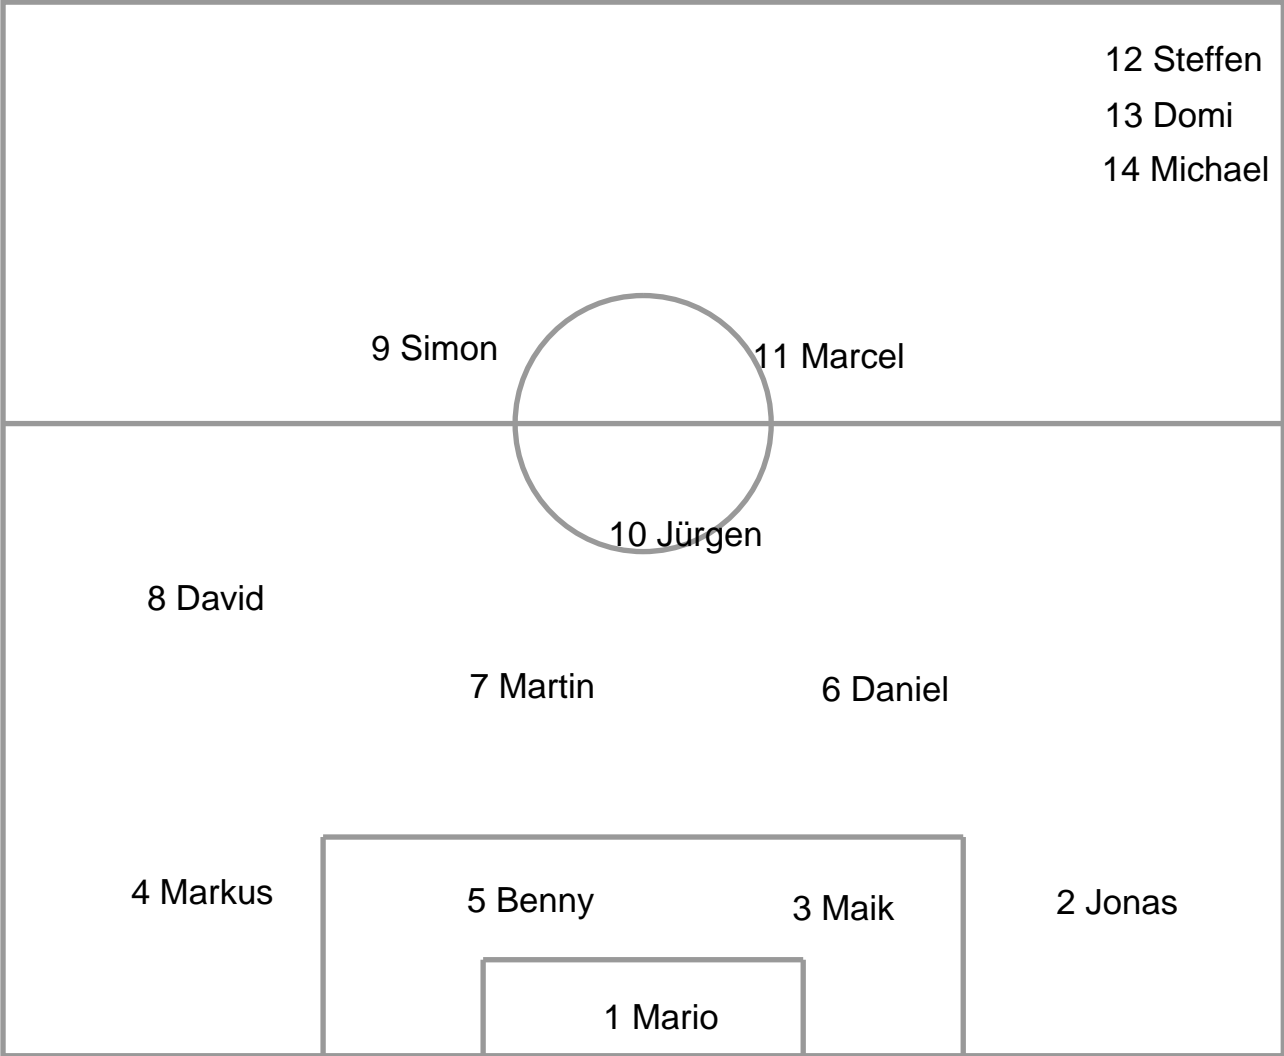 12 Steffen
13 Domi
14 Michael
9 Simon
11 Marcel
10 Jürgen
8 David
7 Martin
6 Daniel
4 Markus
5 Benny
3 Maik
2 Jonas
1 Mario